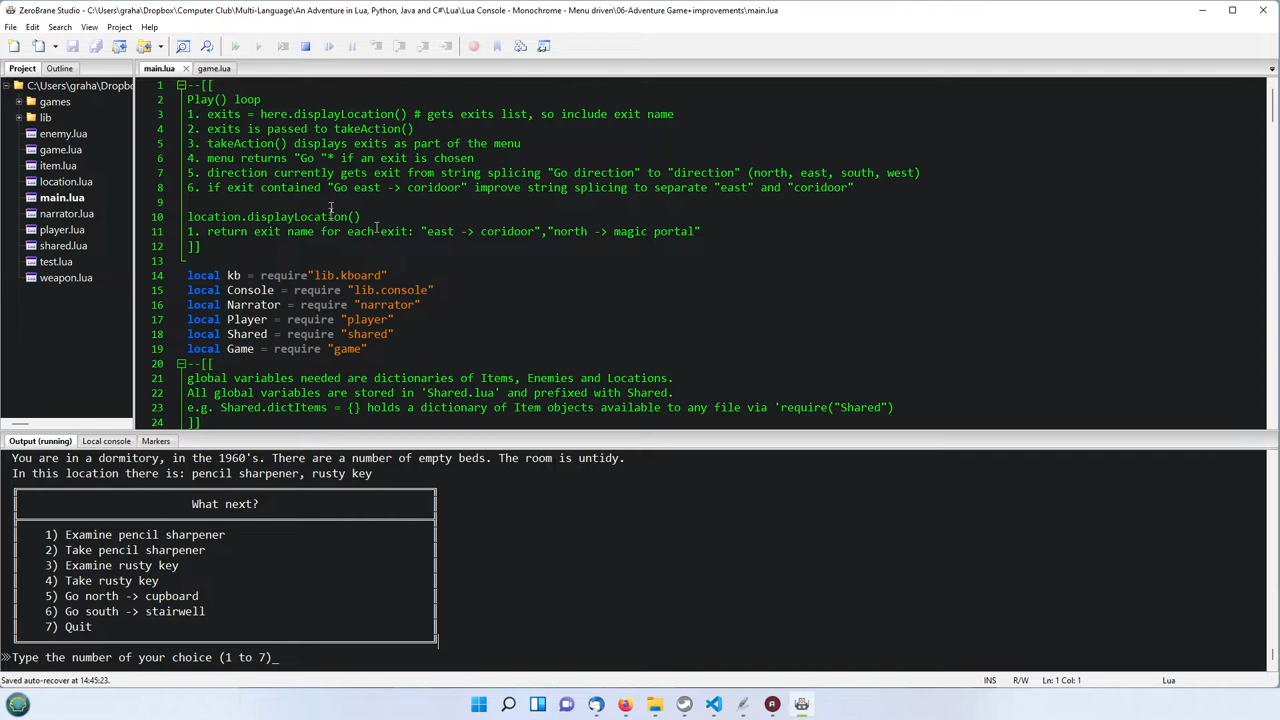 ZeroBrane Studio - C:\Users\graha\Dropbox\Computer Club\Multi-Language\An Adventure in Lua, Python, Java and C#\Lua\Lua Console - Monochrome - Menu driven\06-Adventure Game+improvements\main.lua
File Edit Search View Project Help
Project Outline
main.lua game.lua
C:\Users\graha\Dropbo
games
lib
enemy.lua
game.lua
item.lua
location.lua
main.lua
narrator.lua
player.lua
shared.lua
test.lua
weapon.lua
1 --[[
2 Play() loop
3 1. exits = here.displayLocation() # gets exits list, so include exit name
4 2. exits is passed to takeAction()
5 3. takeAction() displays exits as part of the menu
6 4. menu returns "Go "* if an exit is chosen
7 5. direction currently gets exit from string splicing "Go direction" to "direction" (north, east, south, west)
8 6. if exit contained "Go east -> coridoor" improve string splicing to separate "east" and "coridoor"
9
10 location.displayLocation()
11 1. return exit name for each exit: "east -> coridoor","north -> magic portal"
12 ]]
13
14 local kb = require"lib.kboard"
15 local Console = require "lib.console"
16 local Narrator = require "narrator"
17 local Player = require "player"
18 local Shared = require "shared"
19 local Game = require "game"
20 --[[
21 global variables needed are dictionaries of Items, Enemies and Locations.
22 All global variables are stored in 'Shared.lua' and prefixed with Shared.
23 e.g. Shared.dictItems = {} holds a dictionary of Item objects available to any file via 'require("Shared")
24 ]]
Output (running) Local console Markers
You are in a dormitory, in the 1960's. There are a number of empty beds. The room is untidy.
In this location there is: pencil sharpener, rusty key
What next?
1) Examine pencil sharpener
2) Take pencil sharpener
3) Examine rusty key
4) Take rusty key
5) Go north -> cupboard
6) Go south -> stairwell
7) Quit
Type the number of your choice (1 to 7)_
Saved auto-recover at 14:45:23. INS R/W Ln: 1 Col: 1 Lua